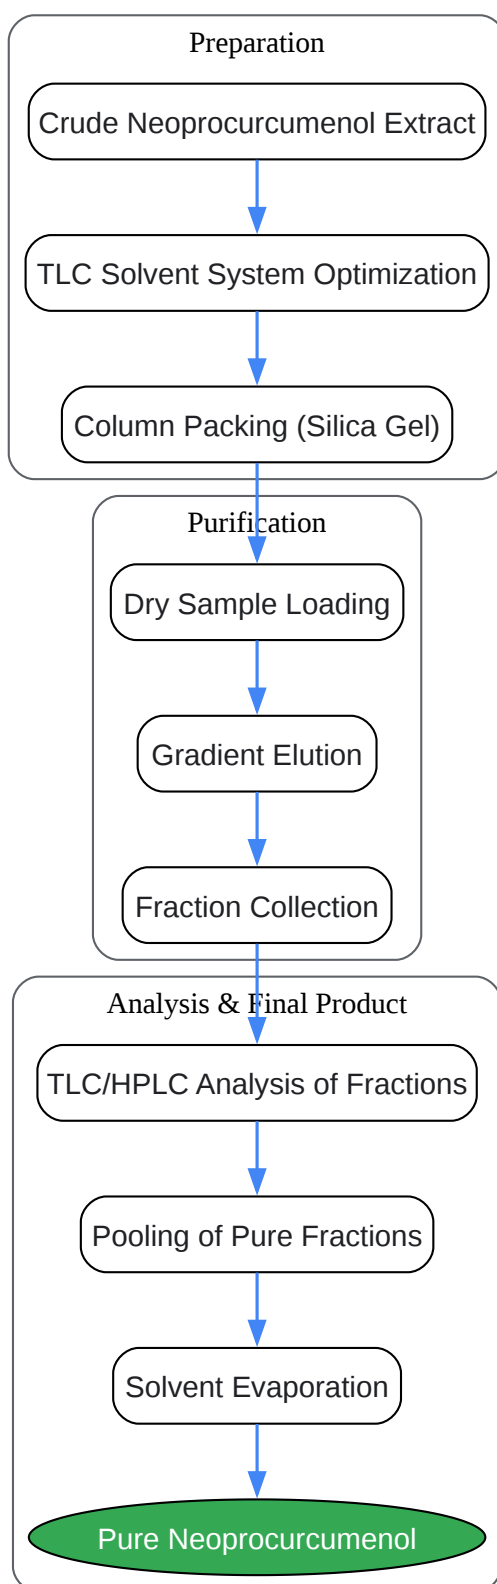 Preparation
Crude Neoprocurcumenol Extract
TLC Solvent System Optimization
Column Packing (Silica Gel)
Purification
Dry Sample Loading
Gradient Elution
Fraction Collection
Analysis & Final Product
TLC/HPLC Analysis of Fractions
Pooling of Pure Fractions
Solvent Evaporation
Pure Neoprocurcumenol